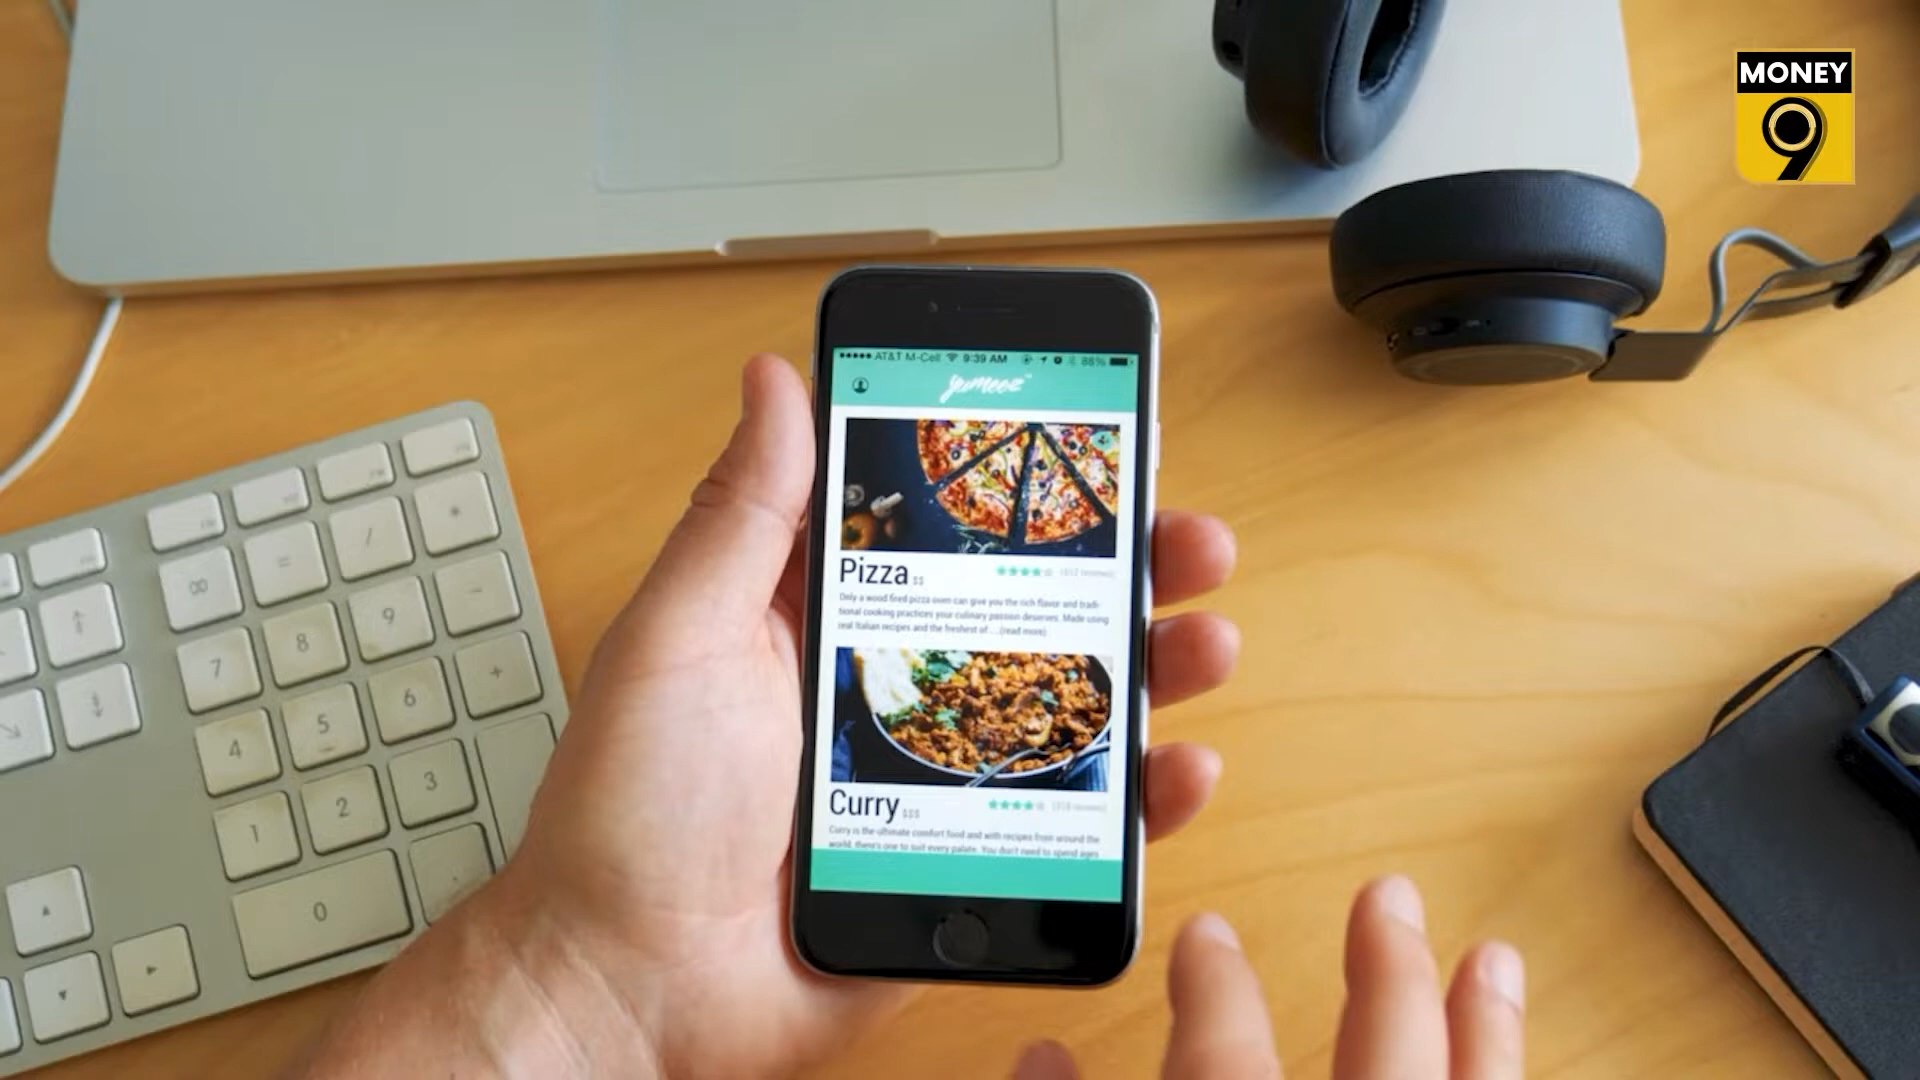 MONEY
9
AT&T M-Cell 9:39 AM 86%
yumeez
Pizza $$
Only a wood fired pizza oven can give you the rich flavor and tradi-
tional cooking practices your culinary passion deserves. Made using
real Italian recipes and the freshest of ...(read more)
Curry $$$
Curry is the ultimate comfort food and with recipes from around the
world, there's one to suit every palate. You don't need to spend ages
= / *
7 8 9 -
4 5 6 +
1 2 3
0